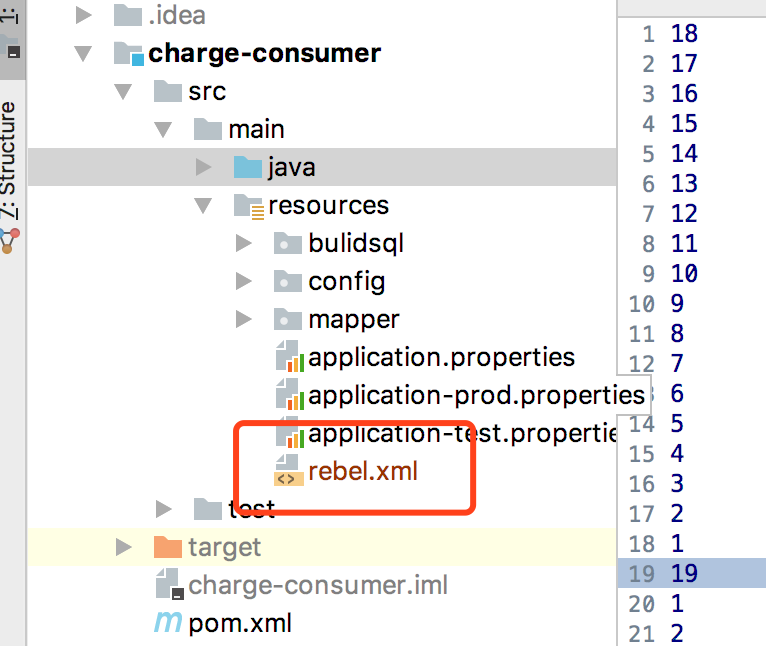 1:
7: Structure
.idea
charge-consumer
src
main
java
resources
bulidsql
config
mapper
application.properties
application-prod.properties
application-test.propertie
rebel.xml
test
target
charge-consumer.iml
pom.xml
1 18
2 17
3 16
4 15
5 14
6 13
7 12
8 11
9 10
10 9
11 8
12 7
6
14 5
15 4
16 3
17 2
18 1
19 19
20 1
21 2